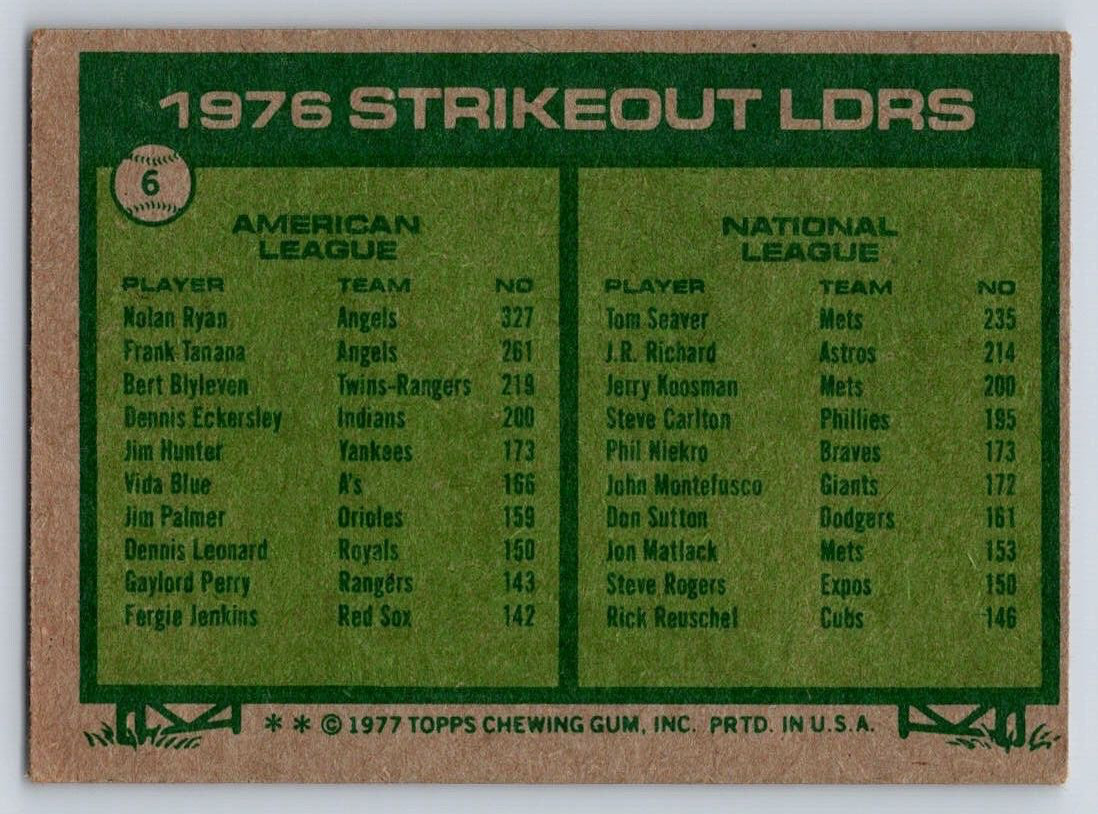 1976 STRIKEOUT LDRS
6
AMERICAN
LEAGUE
PLAYER TEAM NO
Nolan Ryan Angels 327
Frank Tanana Angels 261
Bert Blyleven Twins-Rangers 219
Dennis Eckersley Indians 200
Jim Hunter Yankees 173
Vida Blue A's 166
Jim Palmer Orioles 159
Dennis Leonard Royals 150
Gaylord Perry Rangers 143
Fergie Jenkins Red Sox 142
NATIONAL
LEAGUE
PLAYER TEAM NO
Tom Seaver Mets 235
J.R. Richard Astros 214
Jerry Koosman Mets 200
Steve Carlton Phillies 195
Phil Niekro Braves 173
John Montefusco Giants 172
Don Sutton Dodgers 161
Jon Matlack Mets 153
Steve Rogers Expos 150
Rick Reuschel Cubs 146
* * © 1977 TOPPS CHEWING GUM, INC. PRTD. IN U.S.A.